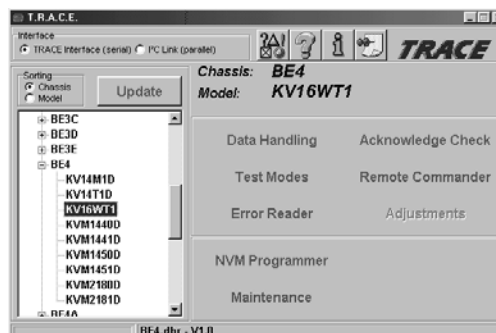 T.R.A.C.E.
Interface
TRACE Interface (serial) I²C Link (parallel)
TRACE
Sorting
Chassis
Model
Update
Chassis: BE4
Model: KV16WT1
BE3C
BE3D
BE3E
BE4
KV14M1D
KV14T1D
KV16WT1
KVM1440D
KVM1441D
KVM1450D
KVM1451D
KVM2180D
KVM2181D
BE4A
Data Handling Acknowledge Check
Test Modes Remote Commander
Error Reader Adjustments
NVM Programmer
Maintenance
BE4.dbr - V1.0